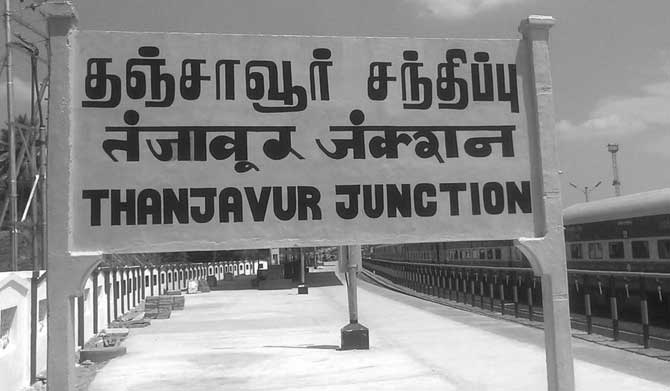 தஞ்சாவூர் சந்திப்பு
तंजावूर जंक्शन
THANJAVUR JUNCTION